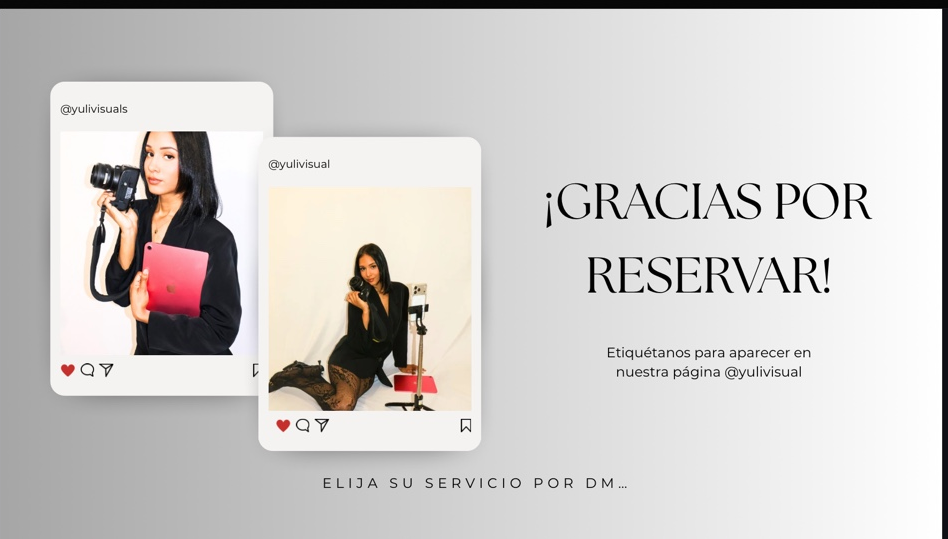 @yulivisuals
@yulivisual
¡GRACIAS POR
RESERVAR!
Etiquétanos para aparecer en
nuestra página @yulivisual
ELIJA SU SERVICIO POR DM...